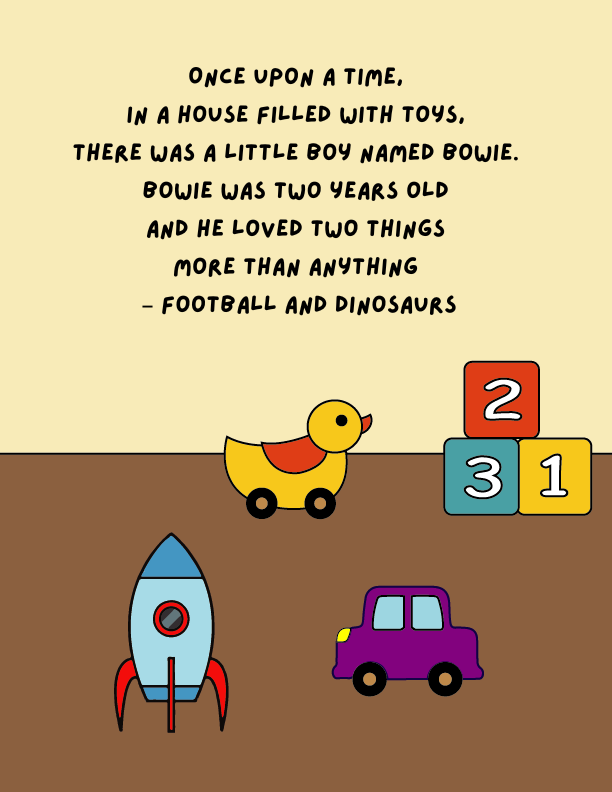 ONCE UPON A TIME,
IN A HOUSE FILLED WITH TOYS,
THERE WAS A LITTLE BOY NAMED BOWIE.
BOWIE WAS TWO YEARS OLD
AND HE LOVED TWO THINGS
MORE THAN ANYTHING
– FOOTBALL AND DINOSAURS
2
3 1